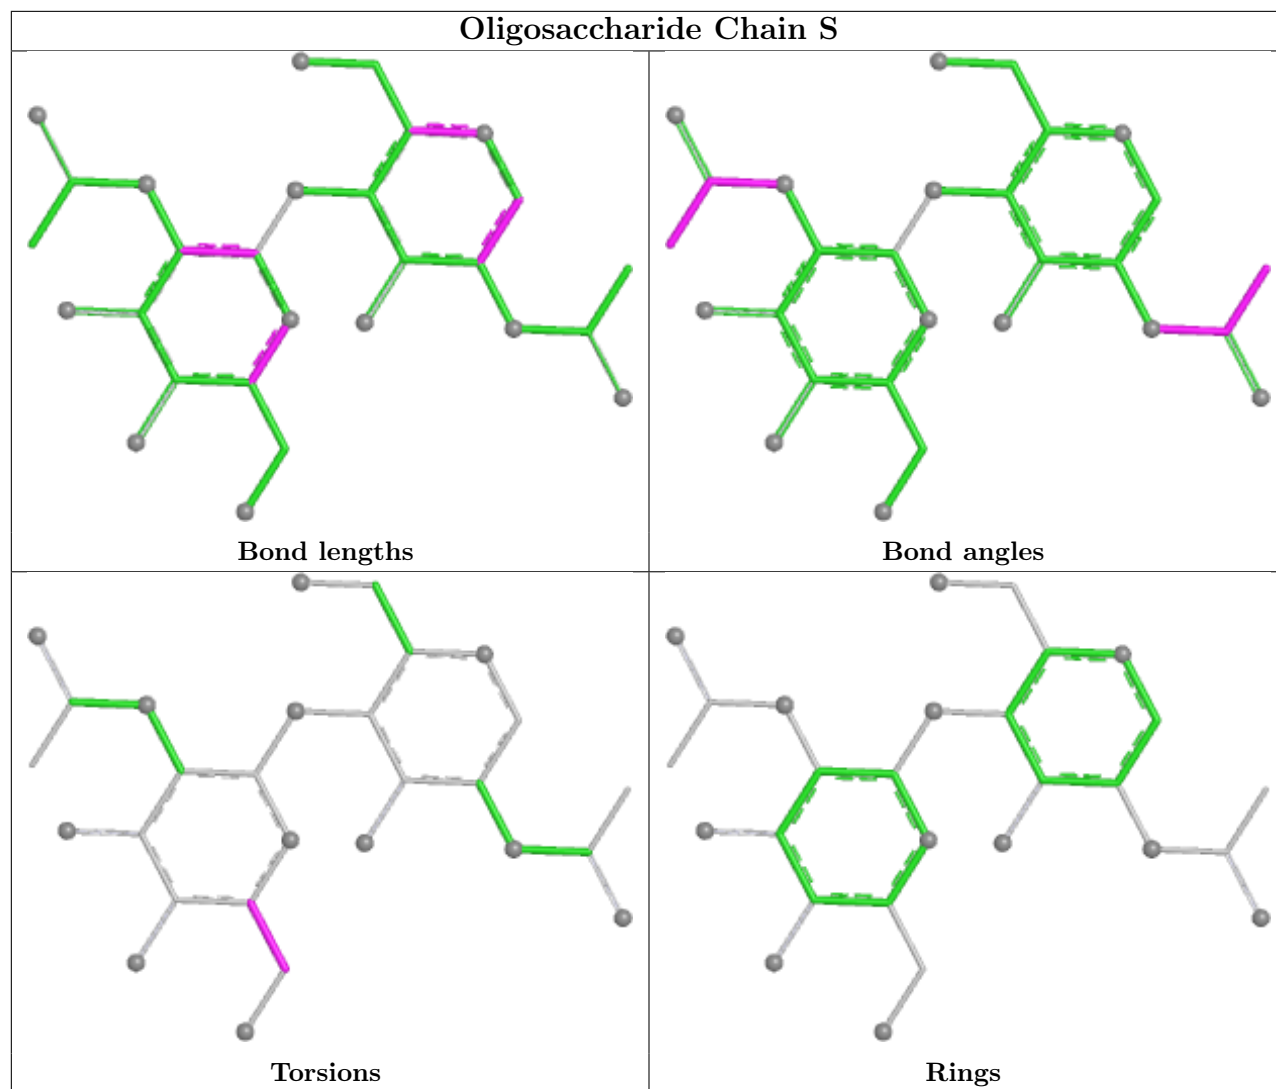 Oligosaccharide Chain S
Bond lengths
Bond angles
Torsions
Rings